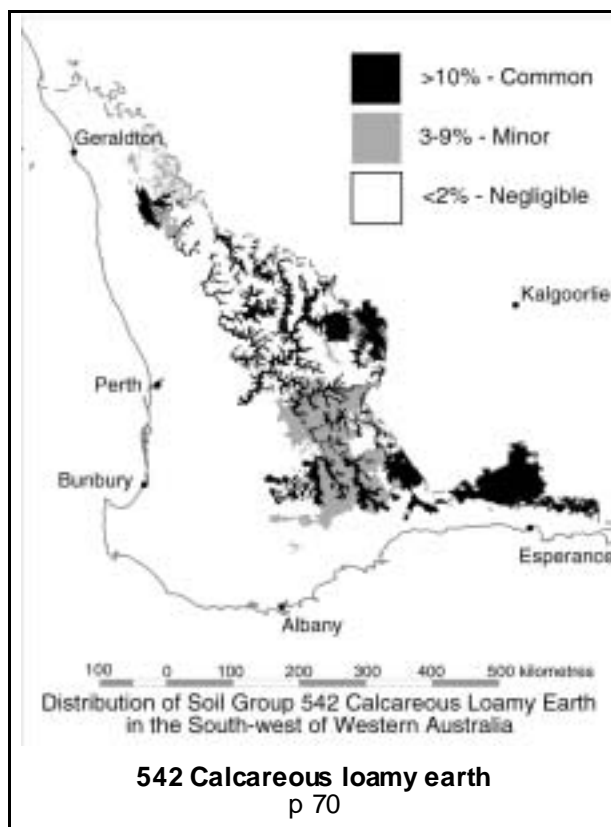 >10% - Common
3-9% - Minor
<2% - Negligible
Geraldton
Kalgoorlie
Perth
Bunbury
Esperance
Albany
100 0 100 200 300 400 500 kilometres
Distribution of Soil Group 542 Calcareous Loamy Earth
in the South-west of Western Australia
542 Calcareous loamy earth
p 70